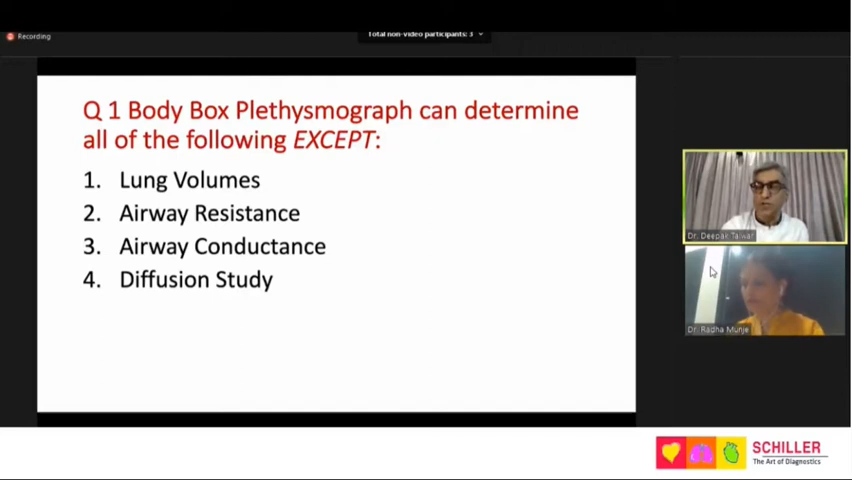 Recording
Total non-video participants: 3
Q 1 Body Box Plethysmograph can determine
all of the following EXCEPT:
1. Lung Volumes
2. Airway Resistance
3. Airway Conductance
4. Diffusion Study
Dr. Deepak Talwar
Dr. Radha Munje
SCHILLER
The Art of Diagnostics